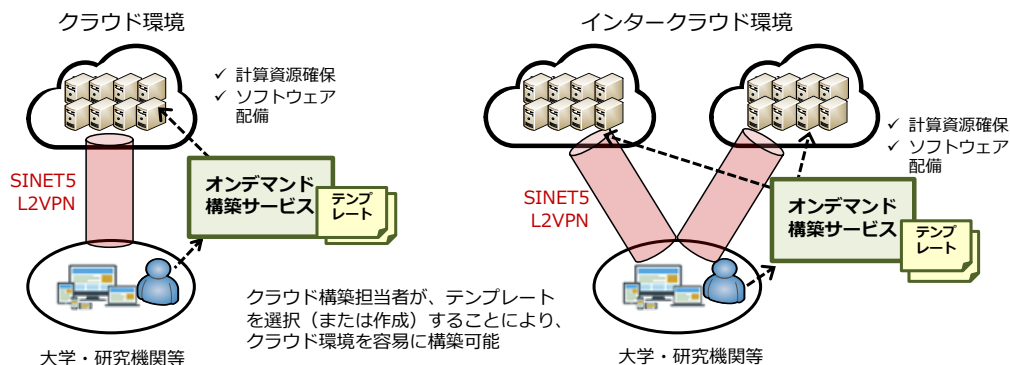 クラウド環境
✓ 計算資源確保
✓ ソフトウェア
配備
SINET5
L2VPN
オンデマンド
構築サービス
テンプ
レート
大学・研究機関等
クラウド構築担当者が、テンプレート
を選択（または作成）することにより、
クラウド環境を容易に構築可能
インタークラウド環境
✓ 計算資源確保
✓ ソフトウェア
配備
SINET5
L2VPN
オンデマンド
構築サービス
テンプ
レート
大学・研究機関等